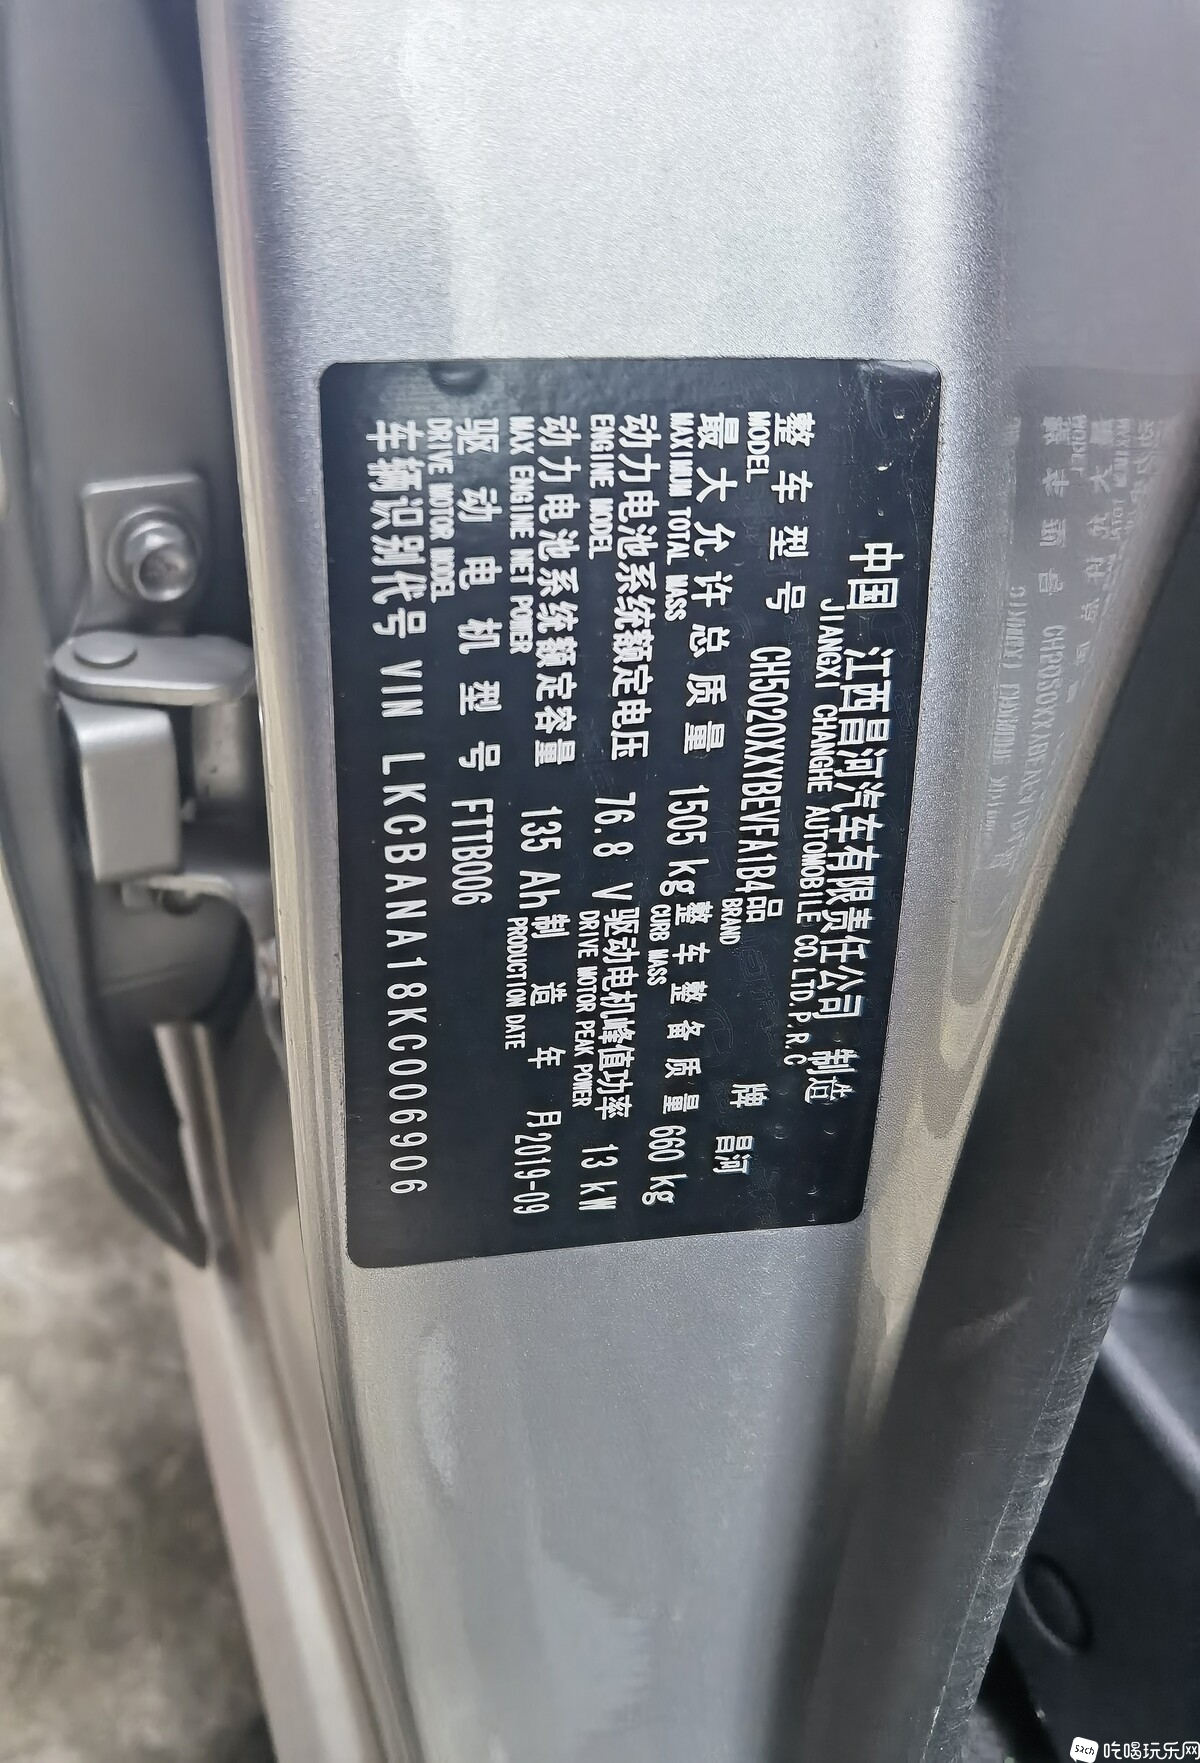 中国 江西昌河汽车有限责任公司 制造
JIANGXI CHANGHE AUTOMOBILE CO,LTD.P.R.C
整车型号 CH5020XXYBEVFA1B4品 牌 昌河
MODEL BRAND
最大允许总质量 1505 kg 整车整备质量 660 kg
MAXIMUM TOTAL MASS CURB MASS
动力电池系统额定电压 76.8 V 驱动电机峰值功率 13 kW
ENGINE MODEL DRIVE MOTOR PEAK POWER
动力电池系统额定容量 135 Ah 制造年月2019-09
MAX ENGINE NET POWER PRODUCTION DATE
驱动电机型号 FTTB006
DRIVE MOTOR MODEL
车辆识别代号 VIN LKCBANA18KC006906
52ch 吃喝玩乐